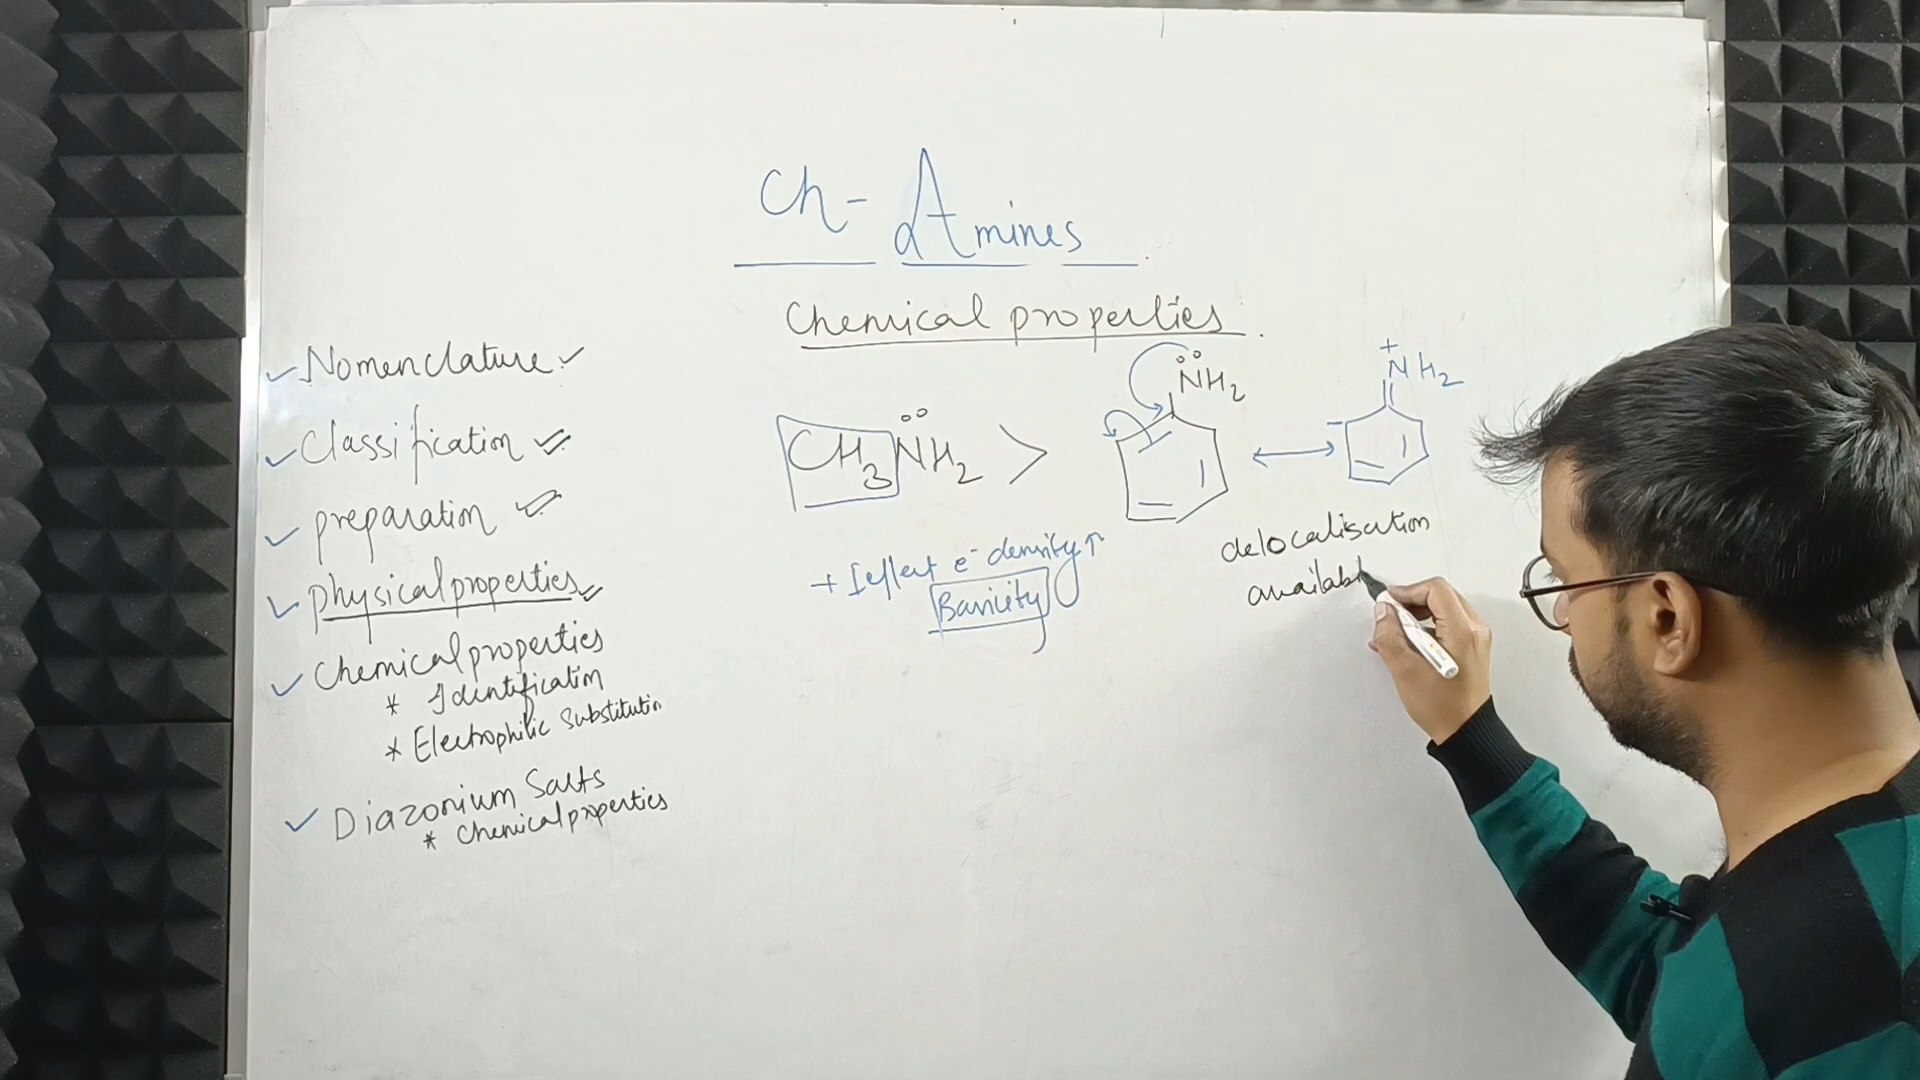 Ch- Amines
Chemical properties
Nomenclature
Classification
preparation
Physical properties
Chemical properties
* Identification
* Electrophilic Substitution
Diazonium Salts
* Chemical properties
CH3NH2 > NH2 ⟷ +NH2
-
+ I effect e- density ↑
Basicity
delocalisation
availabl